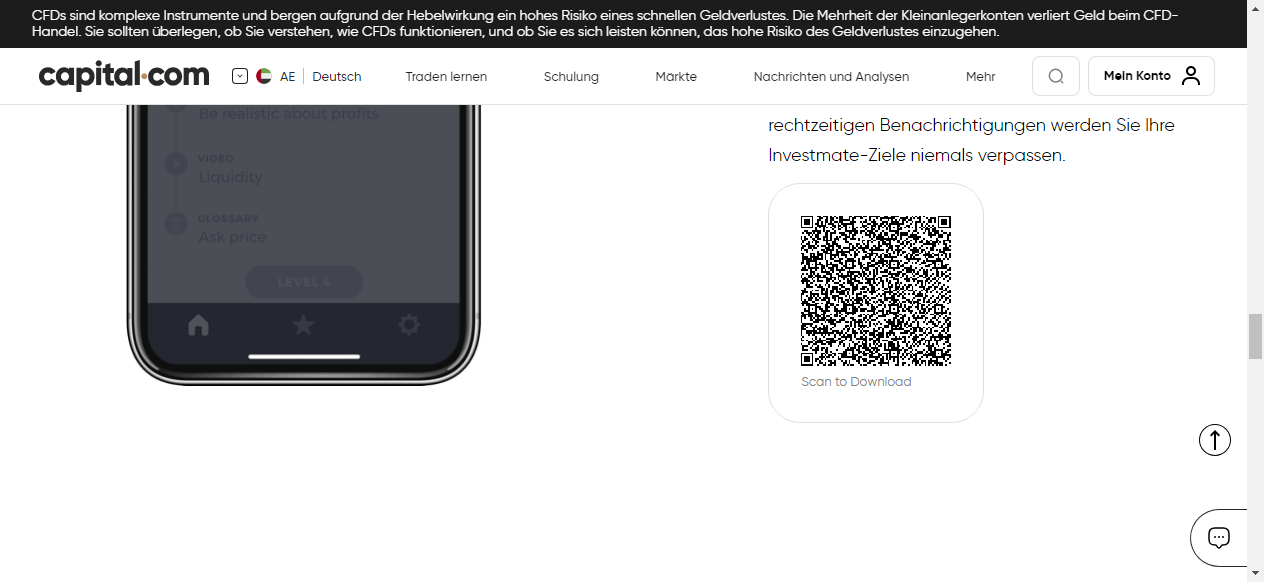 CFDs sind komplexe Instrumente und bergen aufgrund der Hebelwirkung ein hohes Risiko eines schnellen Geldverlustes. Die Mehrheit der Kleinanlegerkonten verliert Geld beim CFD-
Handel. Sie sollten überlegen, ob Sie verstehen, wie CFDs funktionieren, und ob Sie es sich leisten können, das hohe Risiko des Geldverlustes einzugehen.
capital.com AE Deutsch Traden lernen Schulung Märkte Nachrichten und Analysen Mehr Mein Konto
Be realistic about profits
VIDEO
Liquidity
GLOSSARY
Ask price
LEVEL 4
rechtzeitigen Benachrichtigungen werden Sie Ihre
Investmate-Ziele niemals verpassen.
Scan to Download